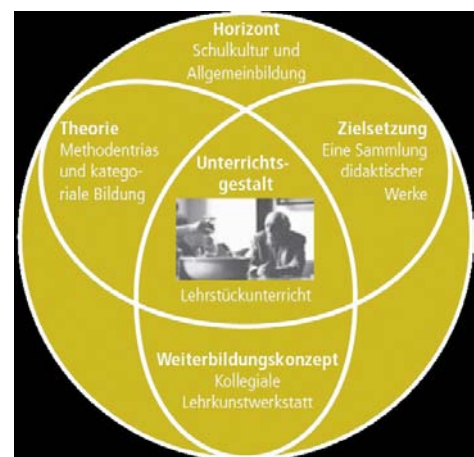 Horizont
Schulkultur und
Allgemeinbildung
Theorie
Methodentrias
und katego-
riale Bildung
Unterrichts-
gestalt
Lehrstückunterricht
Zielsetzung
Eine Sammlung
didaktischer
Werke
Weiterbildungskonzept
Kollegiale
Lehrkunstwerkstatt